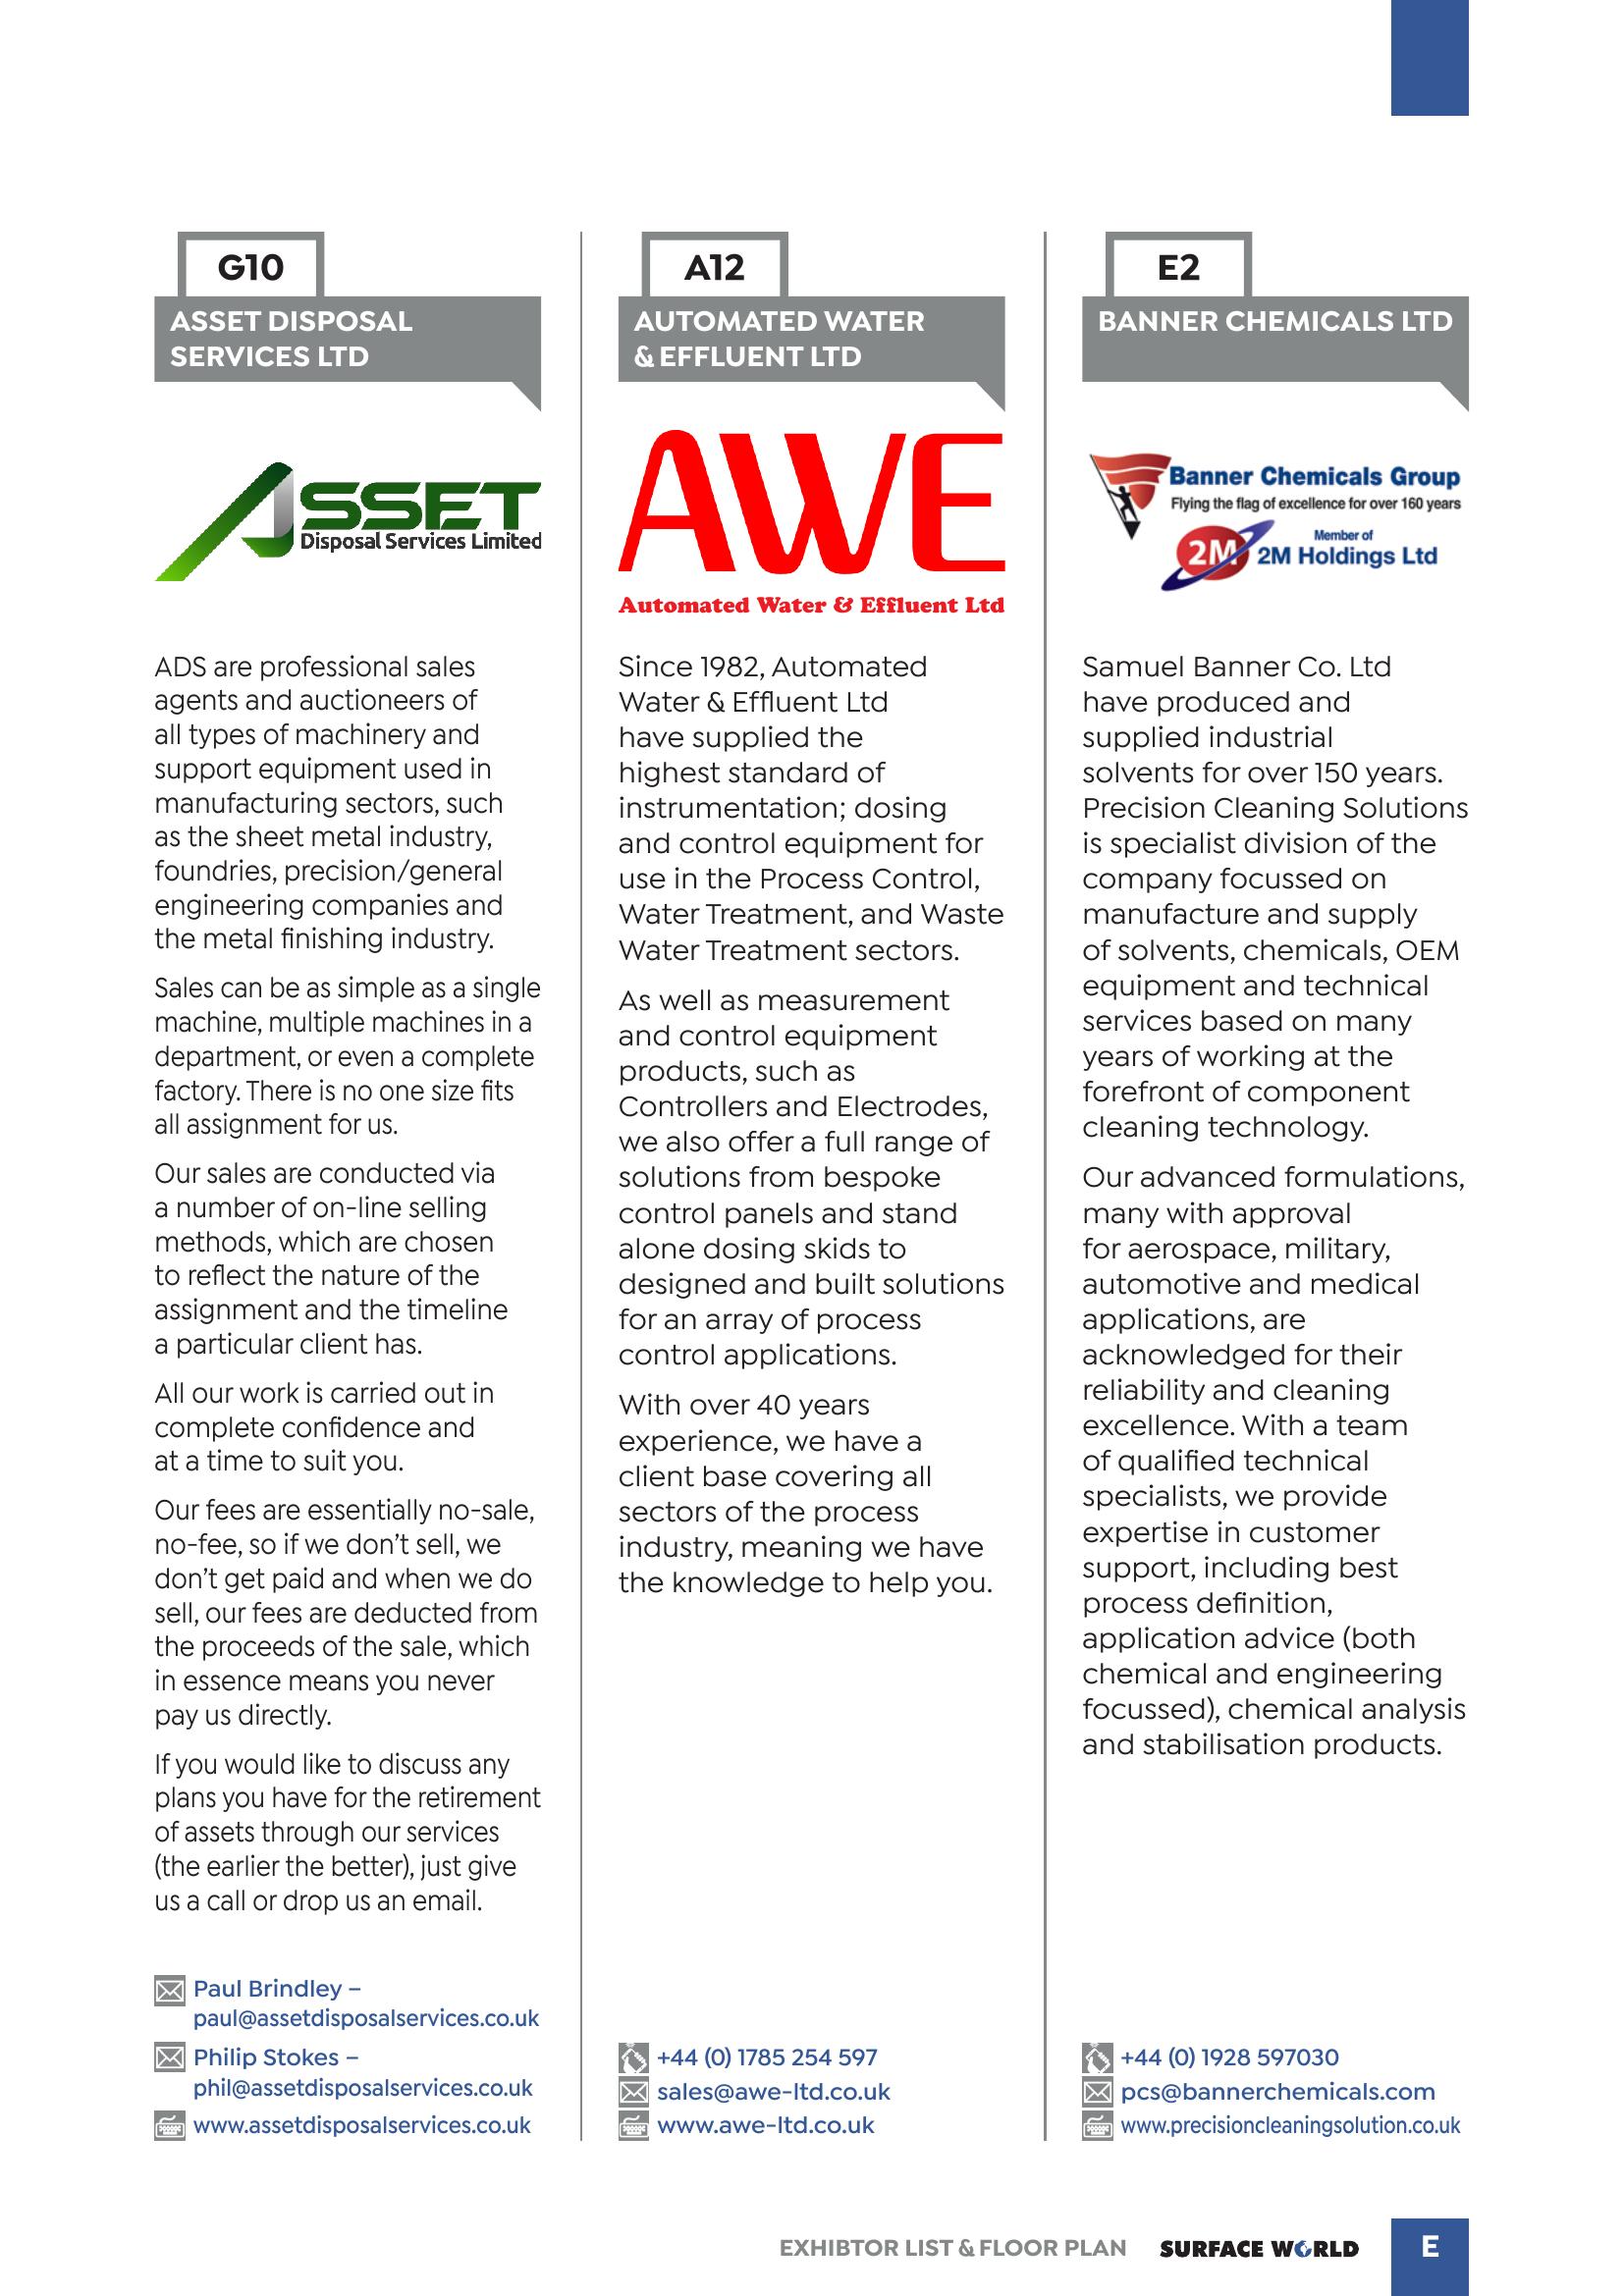 G10
ASSET DISPOSAL
SERVICES LTD
ASSET
Disposal Services Limited
ADS are professional sales
agents and auctioneers of
all types of machinery and
support equipment used in
manufacturing sectors, such
as the sheet metal industry,
foundries, precision/general
engineering companies and
the metal finishing industry.
Sales can be as simple as a single
machine, multiple machines in a
department, or even a complete
factory. There is no one size fits
all assignment for us.
Our sales are conducted via
a number of on-line selling
methods, which are chosen
to reflect the nature of the
assignment and the timeline
a particular client has.
All our work is carried out in
complete confidence and
at a time to suit you.
Our fees are essentially no-sale,
no-fee, so if we don’t sell, we
don’t get paid and when we do
sell, our fees are deducted from
the proceeds of the sale, which
in essence means you never
pay us directly.
If you would like to discuss any
plans you have for the retirement
of assets through our services
(the earlier the better), just give
us a call or drop us an email.
Paul Brindley –
paul@assetdisposalservices.co.uk
Philip Stokes –
phil@assetdisposalservices.co.uk
www.assetdisposalservices.co.uk
A12
AUTOMATED WATER
& EFFLUENT LTD
AWE
Automated Water & Effluent Ltd
Since 1982, Automated
Water & Effluent Ltd
have supplied the
highest standard of
instrumentation; dosing
and control equipment for
use in the Process Control,
Water Treatment, and Waste
Water Treatment sectors.
As well as measurement
and control equipment
products, such as
Controllers and Electrodes,
we also offer a full range of
solutions from bespoke
control panels and stand
alone dosing skids to
designed and built solutions
for an array of process
control applications.
With over 40 years
experience, we have a
client base covering all
sectors of the process
industry, meaning we have
the knowledge to help you.
+44 (0) 1785 254 597
sales@awe-ltd.co.uk
www.awe-ltd.co.uk
E2
BANNER CHEMICALS LTD
Banner Chemicals Group
Flying the flag of excellence for over 160 years
2M
Member of
2M Holdings Ltd
Samuel Banner Co. Ltd
have produced and
supplied industrial
solvents for over 150 years.
Precision Cleaning Solutions
is specialist division of the
company focussed on
manufacture and supply
of solvents, chemicals, OEM
equipment and technical
services based on many
years of working at the
forefront of component
cleaning technology.
Our advanced formulations,
many with approval
for aerospace, military,
automotive and medical
applications, are
acknowledged for their
reliability and cleaning
excellence. With a team
of qualified technical
specialists, we provide
expertise in customer
support, including best
process definition,
application advice (both
chemical and engineering
focussed), chemical analysis
and stabilisation products.
+44 (0) 1928 597030
pcs@bannerchemicals.com
www.precisioncleaningsolution.co.uk
EXHIBTOR LIST & FLOOR PLAN SURFACE WORLD E